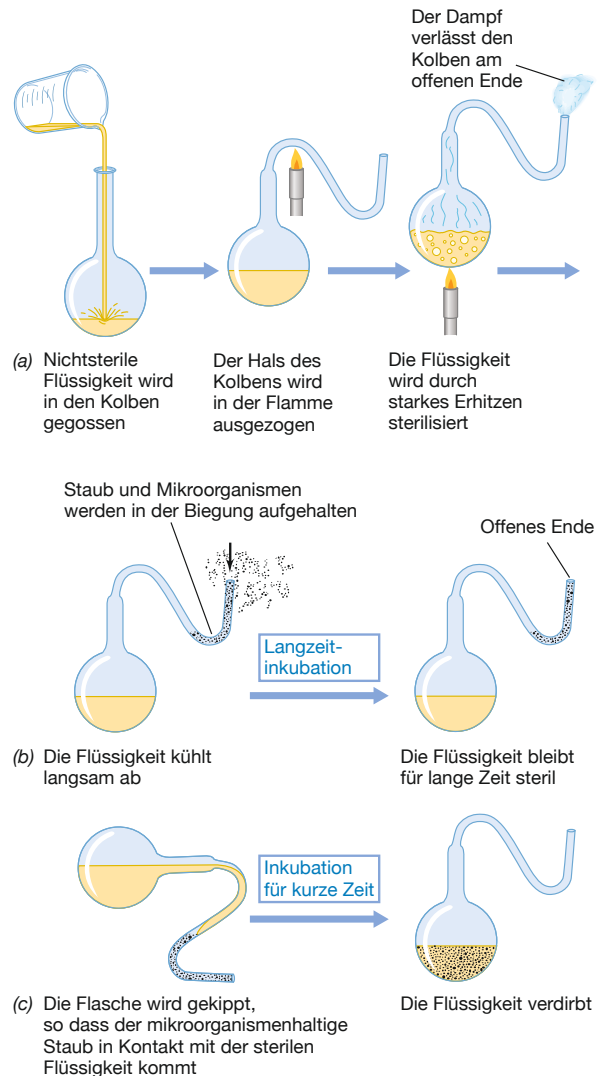 Der Dampf
verlässt den
Kolben am
offenen Ende
(a) Nichtsterile
Flüssigkeit wird
in den Kolben
gegossen
Der Hals des
Kolbens wird
in der Flamme
ausgezogen
Die Flüssigkeit
wird durch
starkes Erhitzen
sterilisiert
Staub und Mikroorganismen
werden in der Biegung aufgehalten
Offenes Ende
Langzeit-
inkubation
(b) Die Flüssigkeit kühlt
langsam ab
Die Flüssigkeit bleibt
für lange Zeit steril
Inkubation
für kurze Zeit
(c) Die Flasche wird gekippt,
so dass der mikroorganismenhaltige
Staub in Kontakt mit der sterilen
Flüssigkeit kommt
Die Flüssigkeit verdirbt